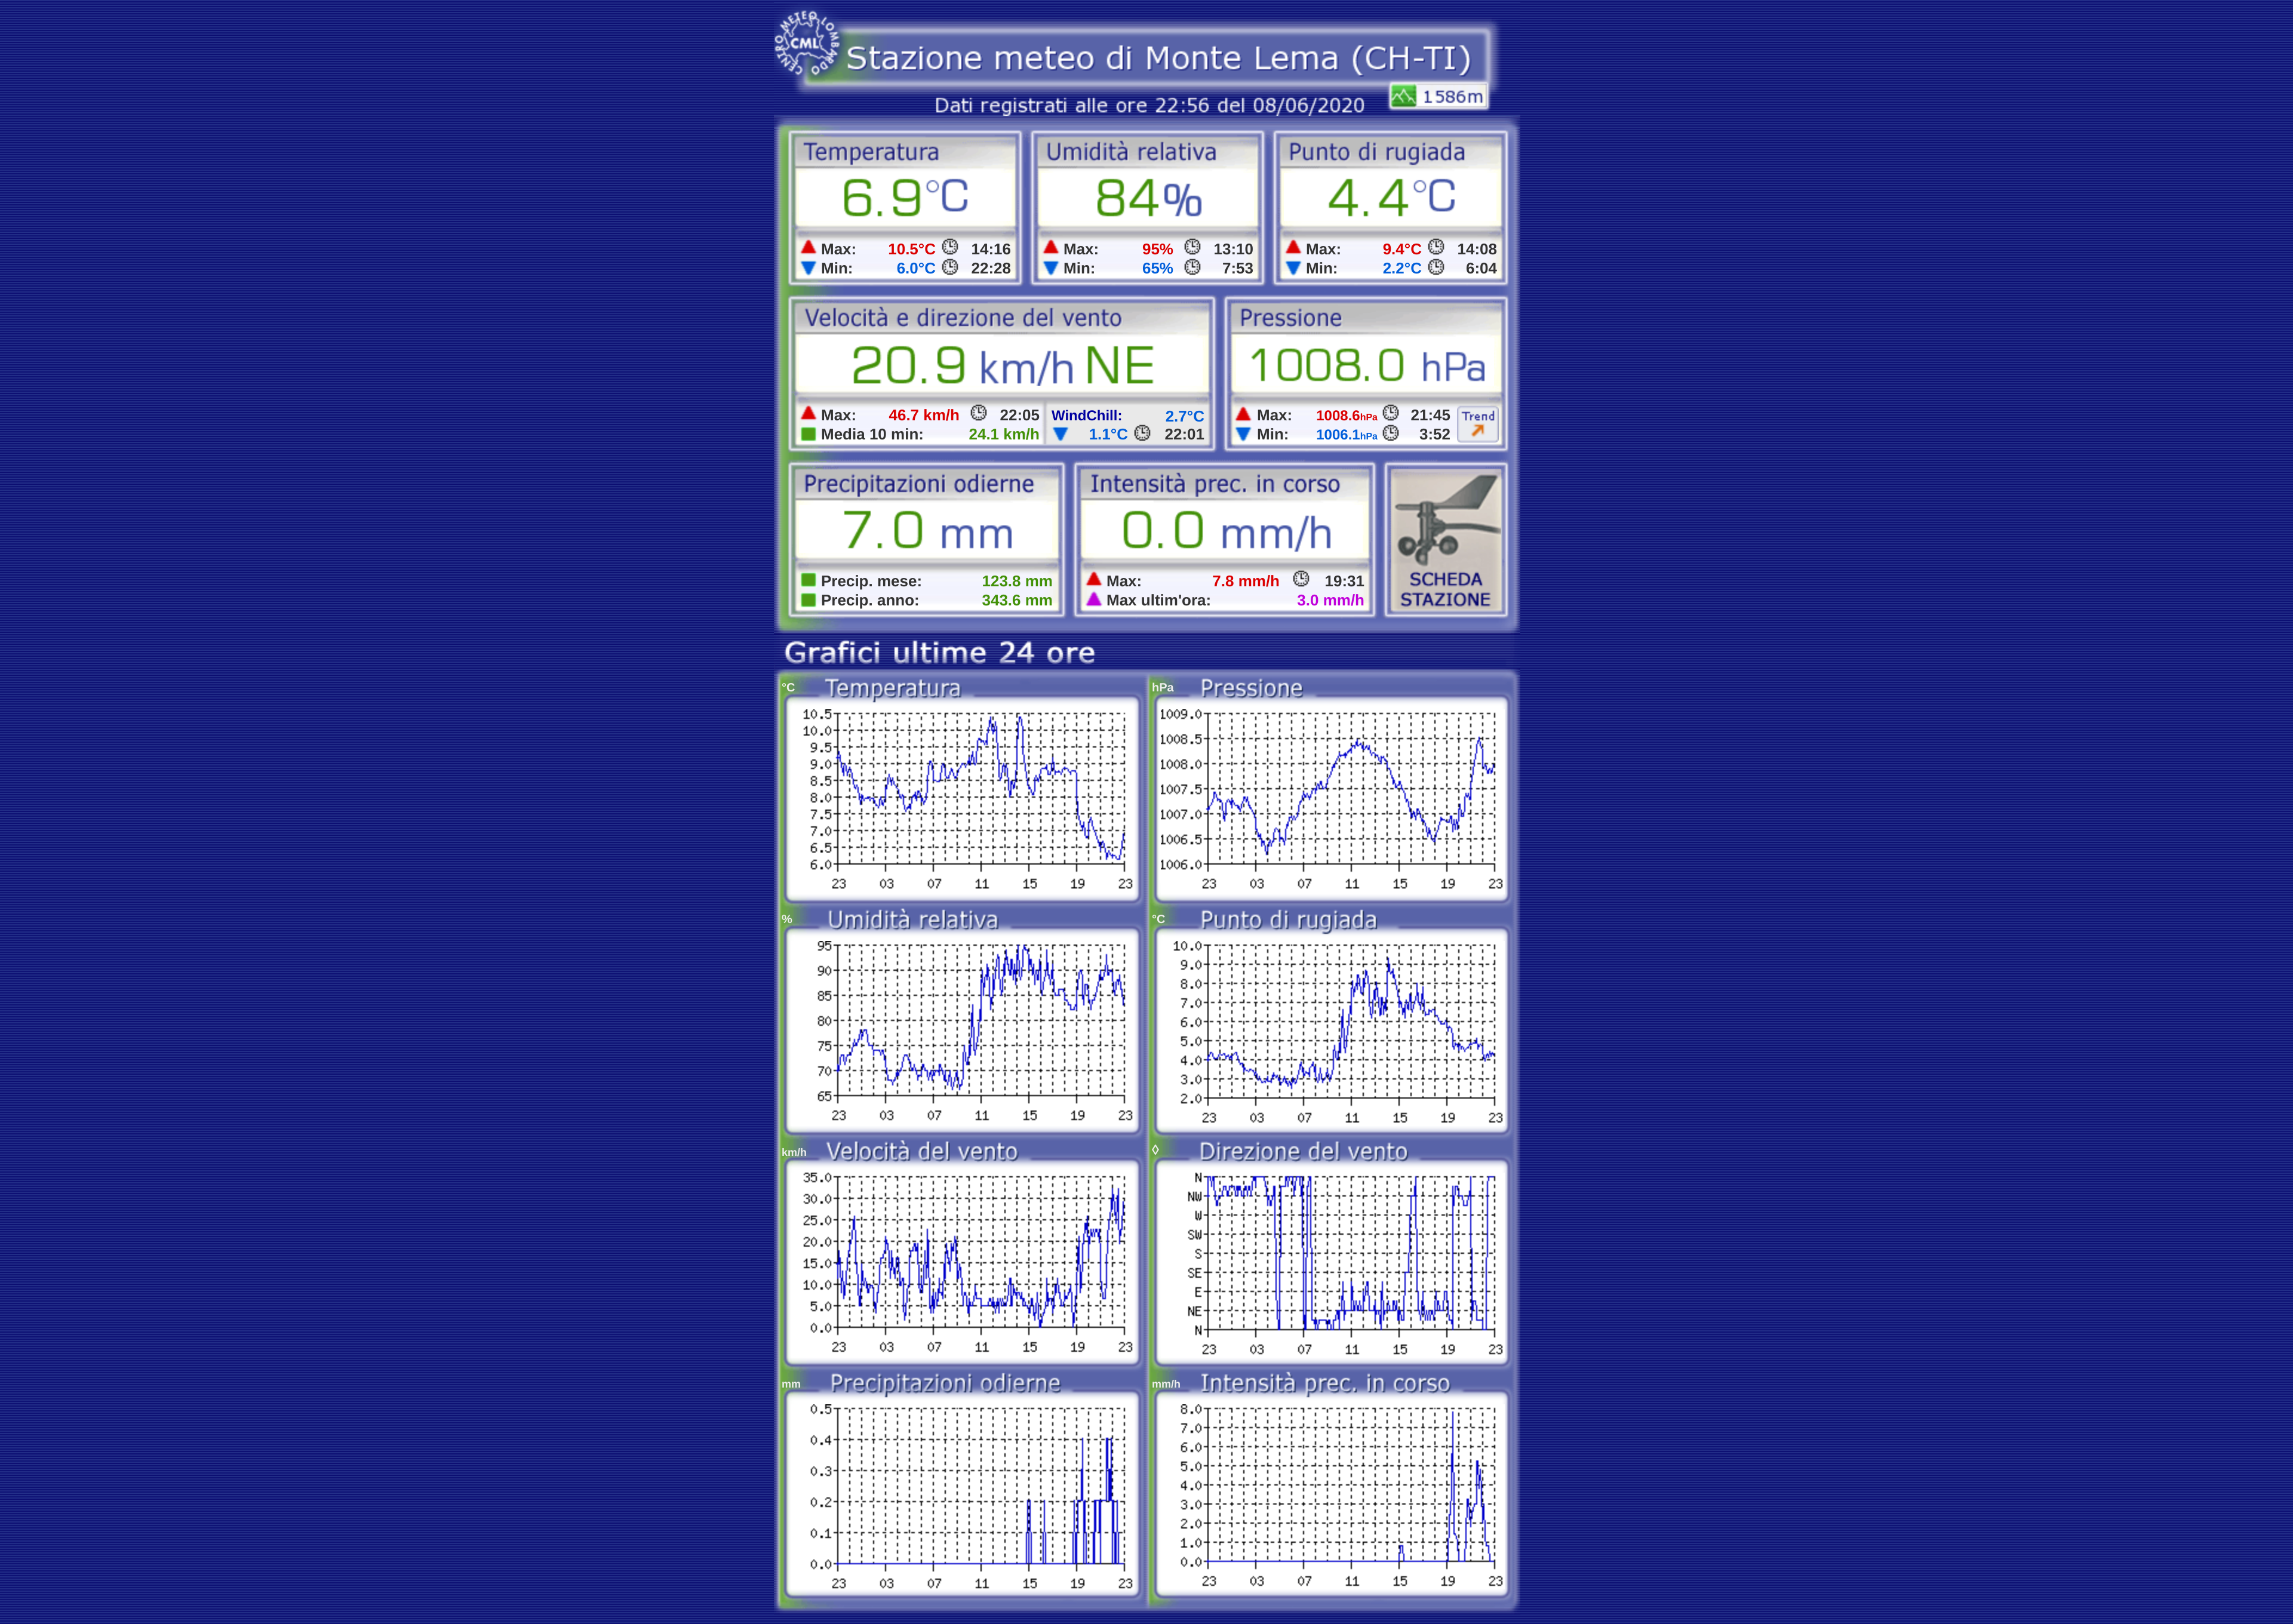 CENTRO METEO LOMBARDO
CML
Stazione meteo di Monte Lema (CH-TI)
Dati registrati alle ore 22:56 del 08/06/2020
1586m
Temperatura Umidità relativa Punto di rugiada
6.9°C 84% 4.4°C
Max: 10.5°C 14:16 Max: 95% 13:10 Max: 9.4°C 14:08
Min: 6.0°C 22:28 Min: 65% 7:53 Min: 2.2°C 6:04
Velocità e direzione del vento Pressione
20.9 km/h NE 1008.0 hPa
Max: 46.7 km/h 22:05 WindChill: 2.7°C Max: 1008.6hPa 21:45 Trend
Media 10 min: 24.1 km/h 1.1°C 22:01 Min: 1006.1hPa 3:52
Precipitazioni odierne Intensità prec. in corso
7.0 mm 0.0 mm/h
Precip. mese: 123.8 mm Max: 7.8 mm/h 19:31 SCHEDA
Precip. anno: 343.6 mm Max ultim'ora: 3.0 mm/h STAZIONE
Grafici ultime 24 ore
°C Temperatura
10.5
10.0
9.5
9.0
8.5
8.0
7.5
7.0
6.5
6.0
23 03 07 11 15 19 23
hPa Pressione
1009.0
1008.5
1008.0
1007.5
1007.0
1006.5
1006.0
23 03 07 11 15 19 23
% Umidità relativa
95
90
85
80
75
70
65
23 03 07 11 15 19 23
°C Punto di rugiada
10.0
9.0
8.0
7.0
6.0
5.0
4.0
3.0
2.0
23 03 07 11 15 19 23
km/h Velocità del vento
35.0
30.0
25.0
20.0
15.0
10.0
5.0
0.0
23 03 07 11 15 19 23
◊ Direzione del vento
N
NW
W
SW
S
SE
E
NE
N
23 03 07 11 15 19 23
mm Precipitazioni odierne
0.5
0.4
0.3
0.2
0.1
0.0
23 03 07 11 15 19 23
mm/h Intensità prec. in corso
8.0
7.0
6.0
5.0
4.0
3.0
2.0
1.0
0.0
23 03 07 11 15 19 23